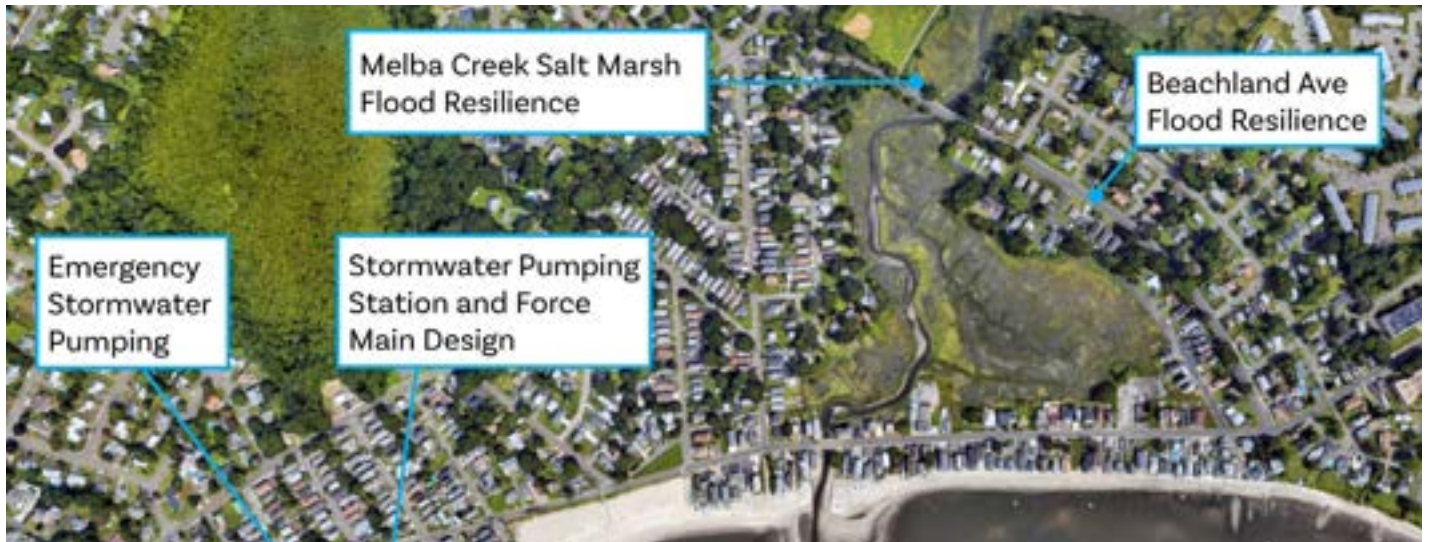 Melba Creek Salt Marsh
Flood Resilience
Beachland Ave
Flood Resilience
Emergency
Stormwater
Pumping
Stormwater Pumping
Station and Force
Main Design